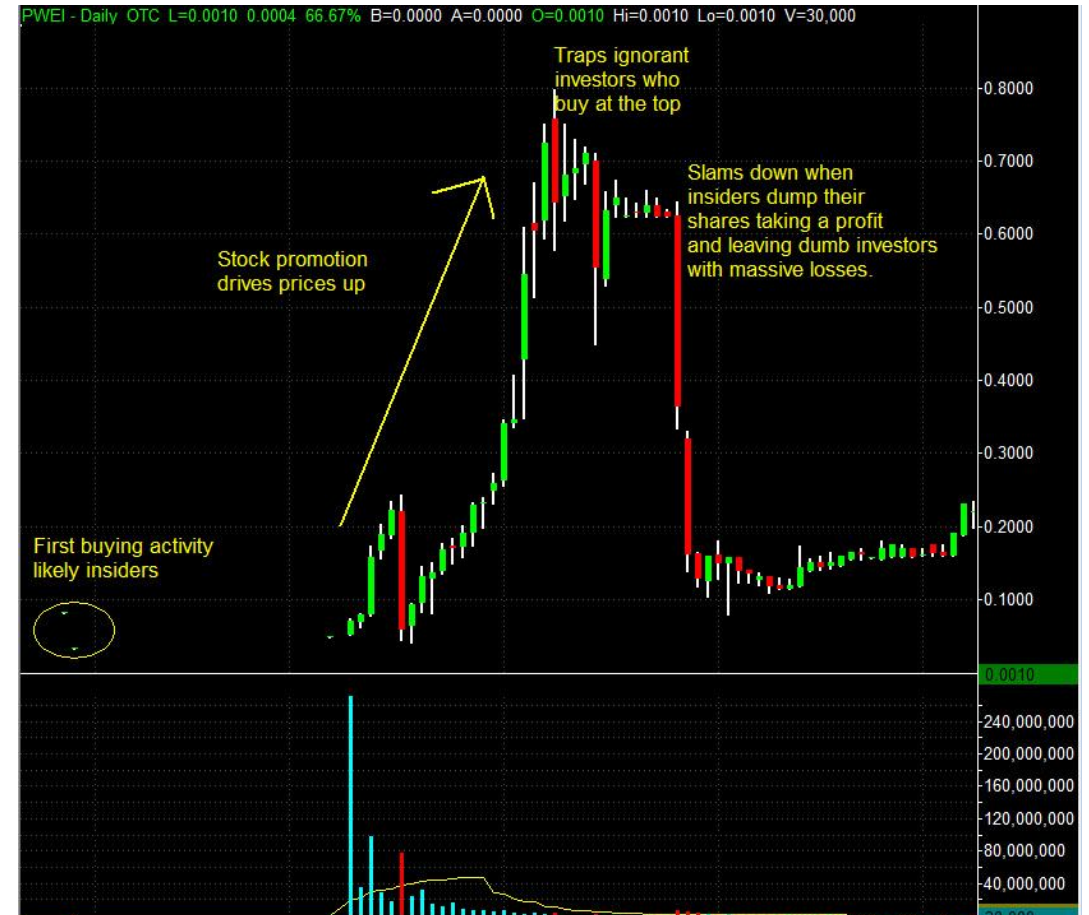 PWEI - Daily OTC L=0.0010 0.0004 66.67% B=0.0000 A=0.0000 O=0.0010 Hi=0.0010 Lo=0.0010 V=30,000
Traps ignorant
investors who
buy at the top
0.8000
0.7000
Slams down when
insiders dump their
shares taking a profit
and leaving dumb investors
with massive losses.
0.6000
Stock promotion
drives prices up
0.5000
0.4000
0.3000
0.2000
First buying activity
likely insiders
0.1000
0.0010
240,000,000
200,000,000
160,000,000
120,000,000
80,000,000
40,000,000